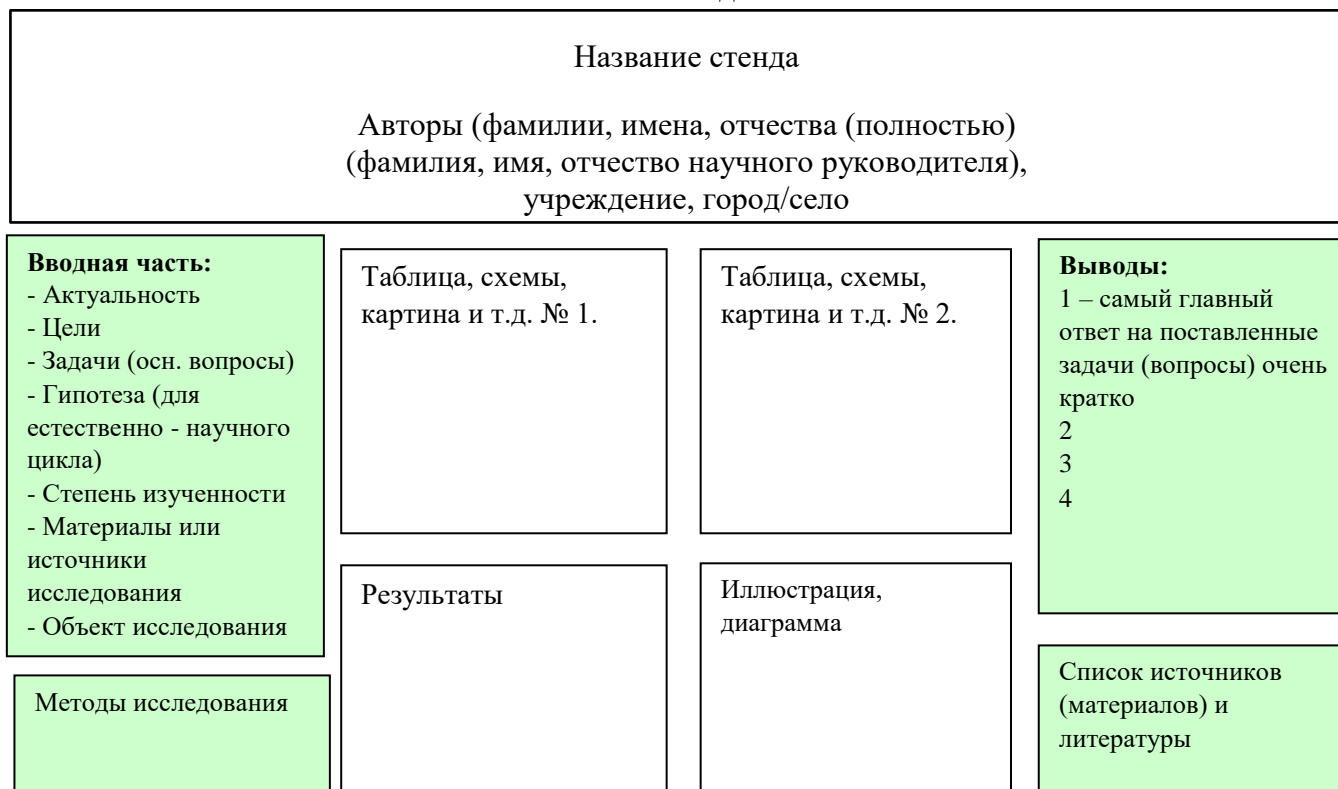 Название стенда
Авторы (фамилии, имена, отчества (полностью)
(фамилия, имя, отчество научного руководителя),
учреждение, город/село
Вводная часть:
- Актуальность
- Цели
- Задачи (осн. вопросы)
- Гипотеза (для
естественно - научного
цикла)
- Степень изученности
- Материалы или
источники
исследования
- Объект исследования
Методы исследования
Таблица, схемы,
картина и т.д. № 1.
Результаты
Таблица, схемы,
картина и т.д. № 2.
Иллюстрация,
диаграмма
Выводы:
1 – самый главный
ответ на поставленные
задачи (вопросы) очень
кратко
2
3
4
Список источников
(материалов) и
литературы